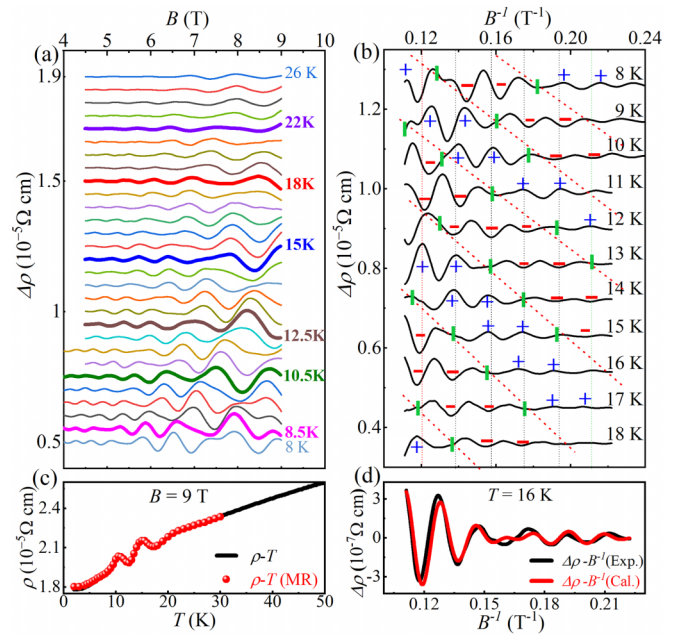 B (T)
4 5 6 7 8 9 10
(a)
1.9
1.5
1
0.5
Δρ (10⁻⁵Ω cm)
26 K
22K
18K
15K
12.5K
10.5K
8.5K
8 K
B⁻¹ (T⁻¹)
0.12 0.16 0.20 0.24
(b)
1.2
1.0
0.8
0.6
0.4
Δρ (10⁻⁵Ω cm)
+ 8 K + +
− −
9 K
+ + − −
10 K
− + + − −
11 K
− − + +
12 K
− − − +
13 K
+ + − −
14 K
+ + − −
15 K
− − + + −
16 K
− − + +
17 K
− − + +
18 K
+ − −
(c)
B = 9 T
2.4
2.1
1.8
ρ (10⁻⁵Ω cm)
ρ-T
ρ-T (MR)
0 10 20 30 40 50
T (K)
(d)
T = 16 K
3
0
-3
Δρ (10⁻⁷Ω cm)
Δρ-B⁻¹(Exp.)
Δρ-B⁻¹(Cal.)
0.12 0.15 0.18 0.21
B⁻¹ (T⁻¹)